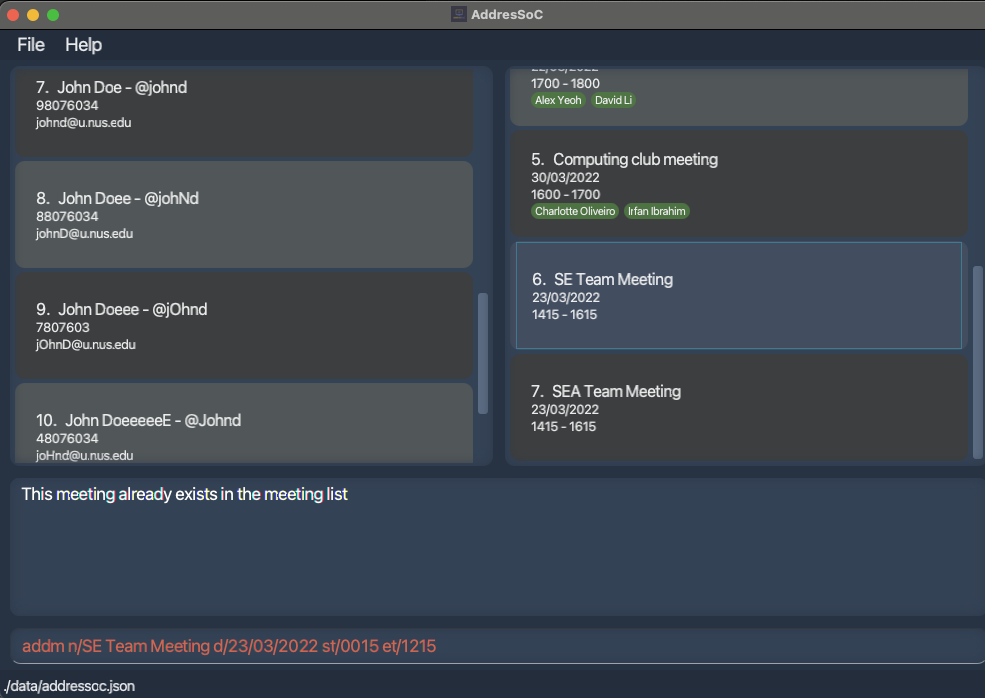 AddresSoC
File Help
7. John Doe - @johnd
98076034
johnd@u.nus.edu
8. John Doee - @johNd
88076034
johnD@u.nus.edu
9. John Doeee - @jOhnd
7807603
jOhnD@u.nus.edu
10. John DoeeeeeE - @Johnd
48076034
joHnd@u.nus.edu
1700 - 1800
Alex Yeoh David Li
5. Computing club meeting
30/03/2022
1600 - 1700
Charlotte Oliveiro Irfan Ibrahim
6. SE Team Meeting
23/03/2022
1415 - 1615
7. SEA Team Meeting
23/03/2022
1415 - 1615
This meeting already exists in the meeting list
addm n/SE Team Meeting d/23/03/2022 st/0015 et/1215
./data/addressoc.json